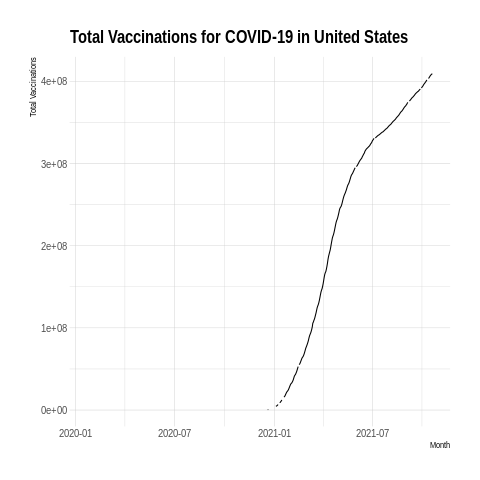 Total Vaccinations for COVID-19 in United States
Total Vaccinations
4e+08
3e+08
2e+08
1e+08
0e+00
2020-01 2020-07 2021-01 2021-07
Month